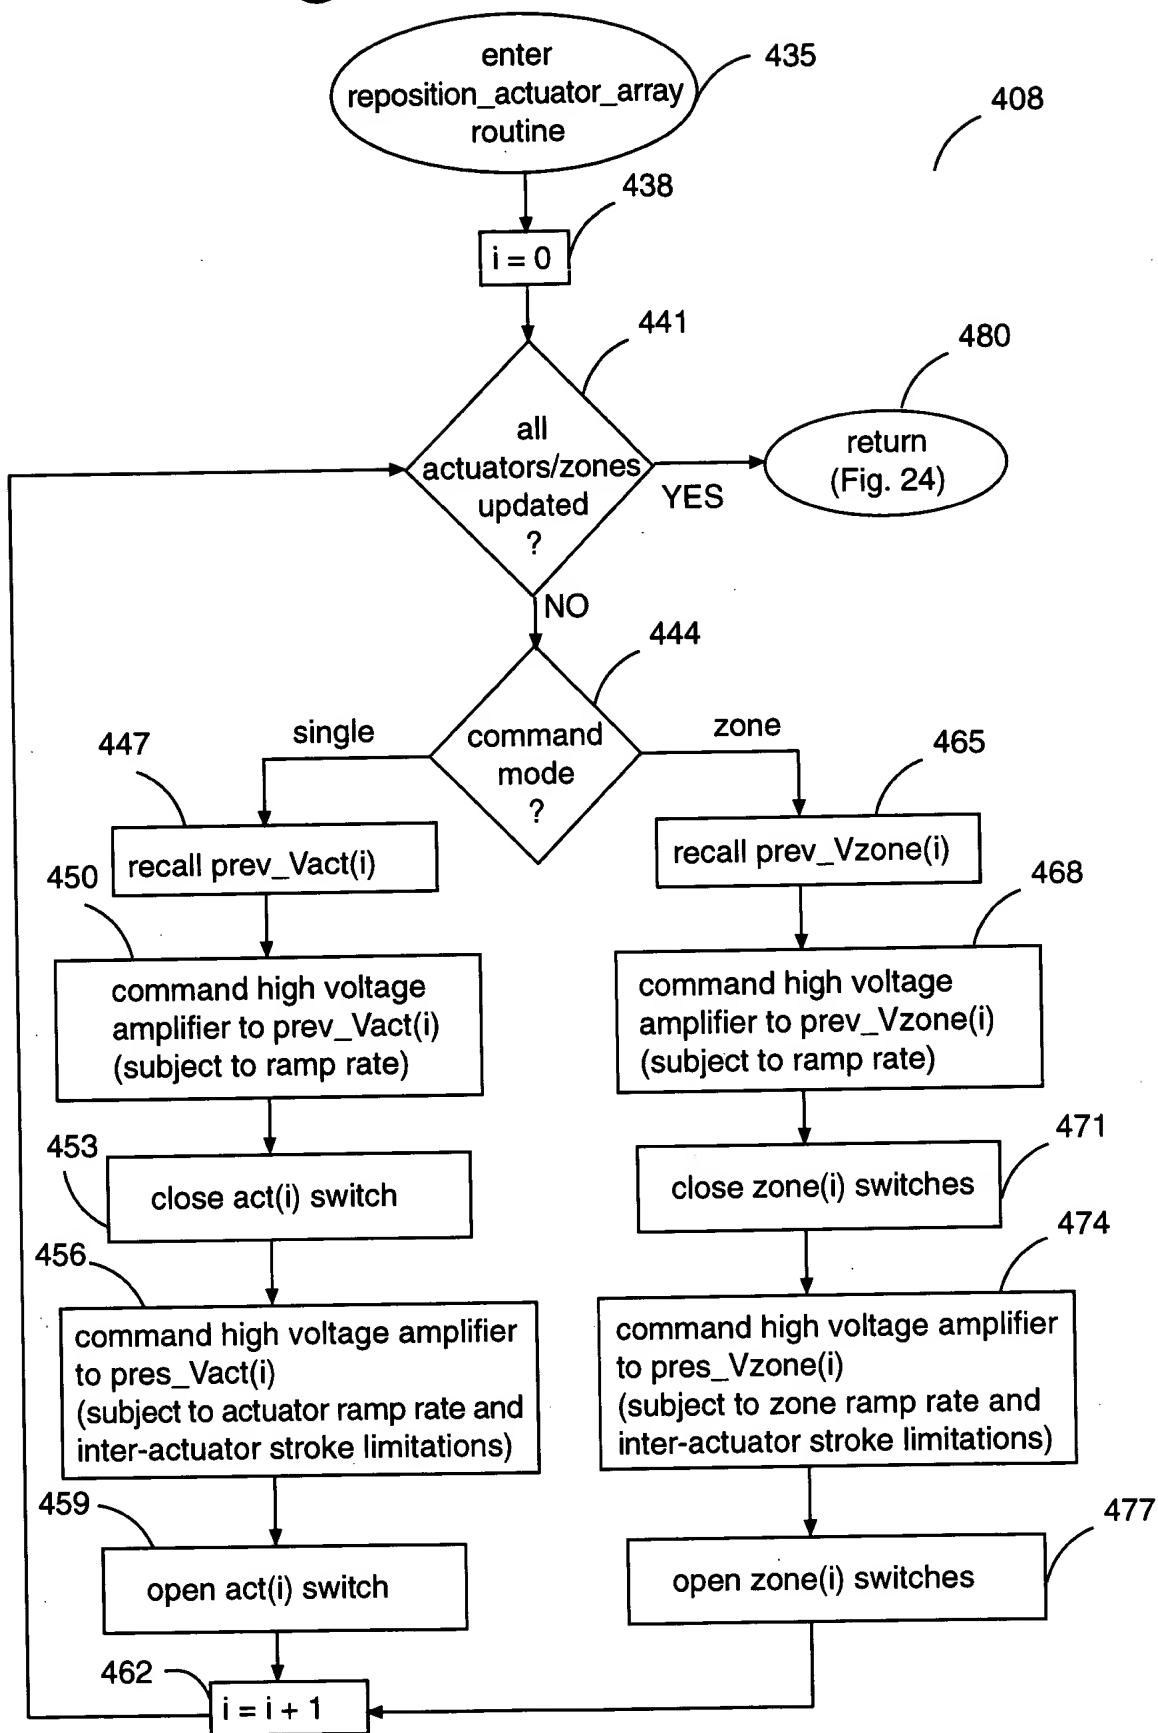 enter
reposition_actuator_array
routine
435
408
438
i = 0
441
480
all
actuators/zones
updated
?
YES
return
(Fig. 24)
NO
444
single
command
mode
?
zone
447
465
recall prev_Vact(i)
recall prev_Vzone(i)
450
468
command high voltage
amplifier to prev_Vact(i)
(subject to ramp rate)
command high voltage
amplifier to prev_Vzone(i)
(subject to ramp rate)
453
471
close act(i) switch
close zone(i) switches
456
474
command high voltage amplifier
to pres_Vact(i)
(subject to actuator ramp rate and
inter-actuator stroke limitations)
command high voltage amplifier
to pres_Vzone(i)
(subject to zone ramp rate and
inter-actuator stroke limitations)
459
477
open act(i) switch
open zone(i) switches
462
i = i + 1